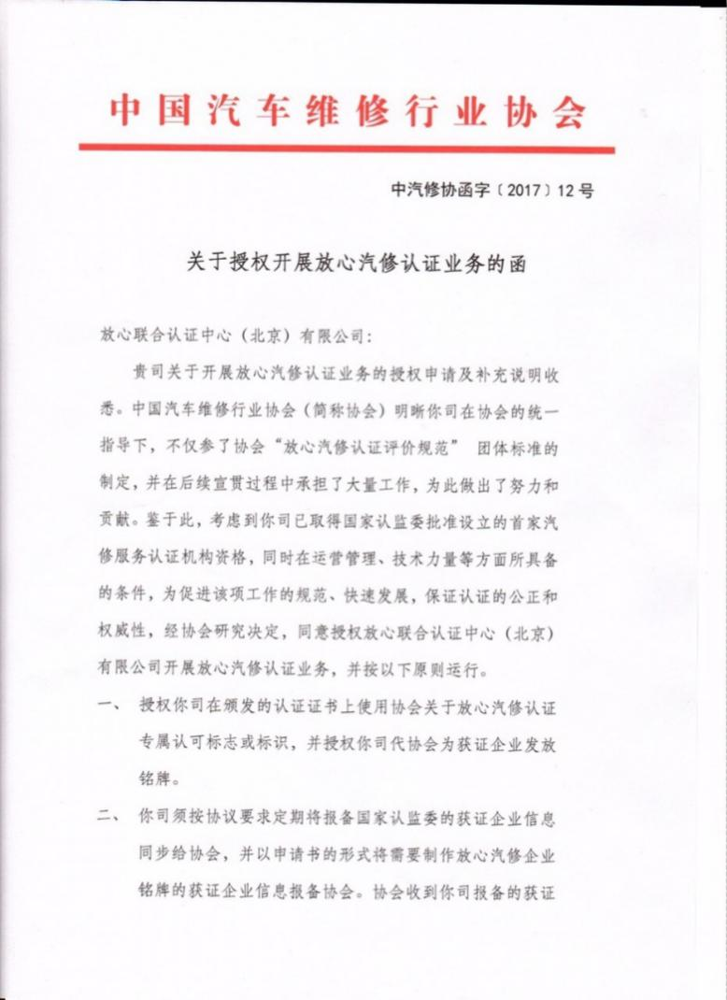 中国汽车维修行业协会
中汽修协函字〔2017〕12号
关于授权开展放心汽修认证业务的函
放心联合认证中心（北京）有限公司：
贵司关于开展放心汽修认证业务的授权申请及补充说明收
悉。中国汽车维修行业协会（简称协会）明晰你司在协会的统一
指导下，不仅参了协会“放心汽修认证评价规范” 团体标准的
制定，并在后续宣贯过程中承担了大量工作，为此做出了努力和
贡献。鉴于此，考虑到你司已取得国家认监委批准设立的首家汽
修服务认证机构资格，同时在运营管理、技术力量等方面所具备
的条件，为促进该项工作的规范、快速发展，保证认证的公正和
权威性，经协会研究决定，同意授权放心联合认证中心（北京）
有限公司开展放心汽修认证业务，并按以下原则运行。
一、 授权你司在颁发的认证证书上使用协会关于放心汽修认证
专属认可标志或标识，并授权你司代协会为获证企业发放
铭牌。
二、 你司须按协议要求定期将报备国家认监委的获证企业信息
同步给协会，并以申请书的形式将需要制作放心汽修企业
铭牌的获证企业信息报备协会。协会收到你司报备的获证